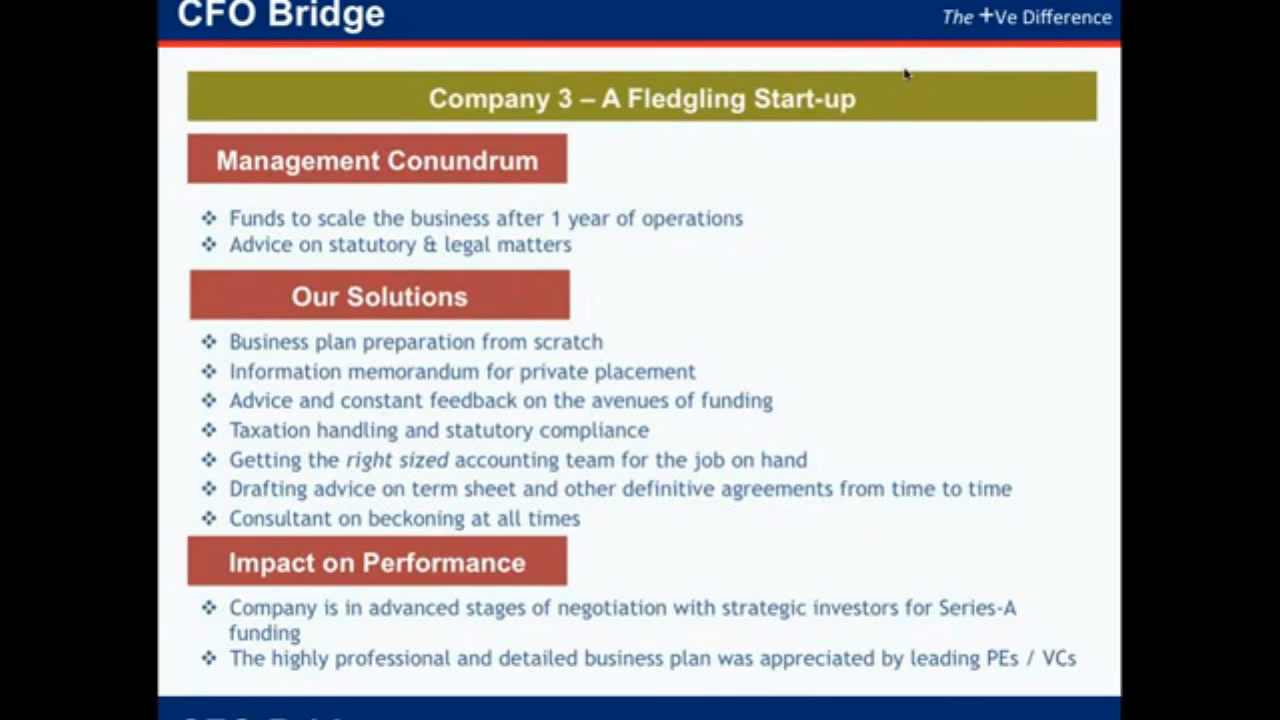 CFO Bridge
The +Ve Difference
Company 3 – A Fledgling Start-up
Management Conundrum
❖ Funds to scale the business after 1 year of operations
❖ Advice on statutory & legal matters
Our Solutions
❖ Business plan preparation from scratch
❖ Information memorandum for private placement
❖ Advice and constant feedback on the avenues of funding
❖ Taxation handling and statutory compliance
❖ Getting the right sized accounting team for the job on hand
❖ Drafting advice on term sheet and other definitive agreements from time to time
❖ Consultant on beckoning at all times
Impact on Performance
❖ Company is in advanced stages of negotiation with strategic investors for Series-A
funding
❖ The highly professional and detailed business plan was appreciated by leading PEs / VCs